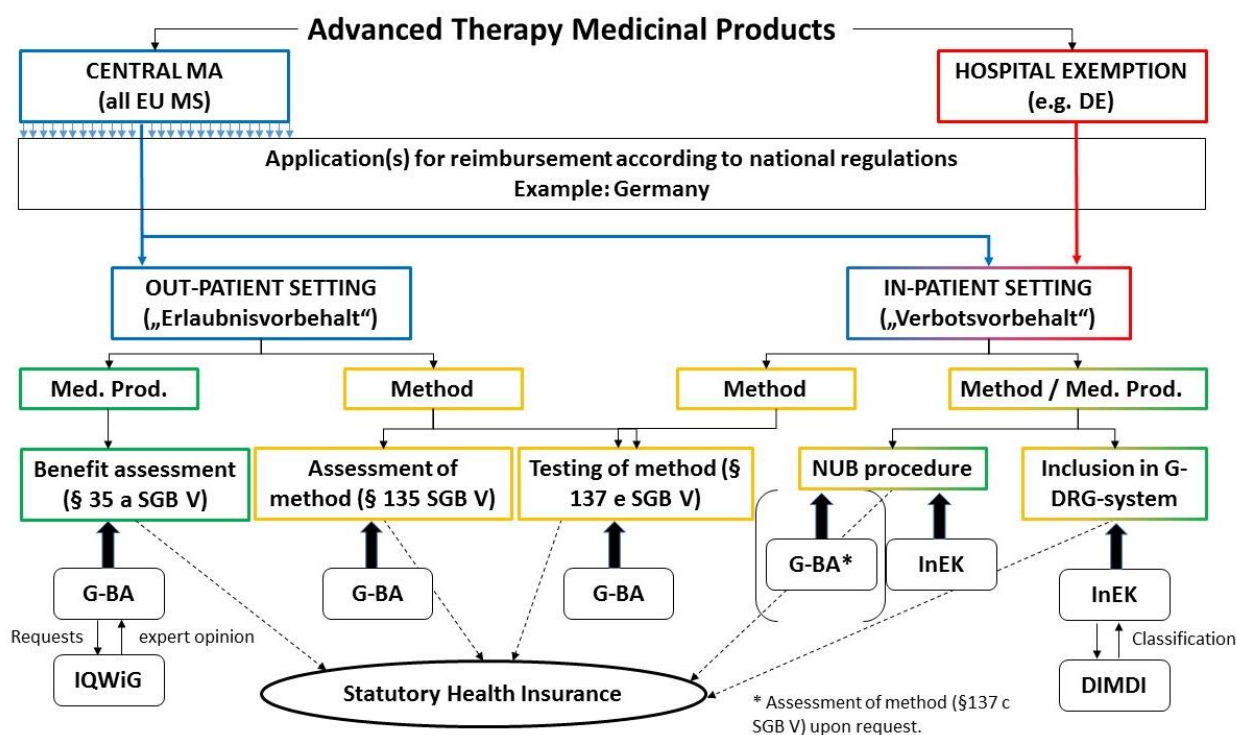 Advanced Therapy Medicinal Products
CENTRAL MA
(all EU MS)
HOSPITAL EXEMPTION
(e.g. DE)
Application(s) for reimbursement according to national regulations
Example: Germany
OUT-PATIENT SETTING
(„Erlaubnisvorbehalt“)
IN-PATIENT SETTING
(„Verbotsvorbehalt“)
Med. Prod.
Method
Method
Method / Med. Prod.
Benefit assessment
(§ 35 a SGB V)
Assessment of
method (§ 135 SGB V)
Testing of method (§
137 e SGB V)
NUB procedure
Inclusion in G-
DRG-system
G-BA
G-BA
G-BA
G-BA*
InEK
InEK
Requests
expert opinion
Classification
IQWiG
DIMDI
Statutory Health Insurance
* Assessment of method (§137 c
SGB V) upon request.